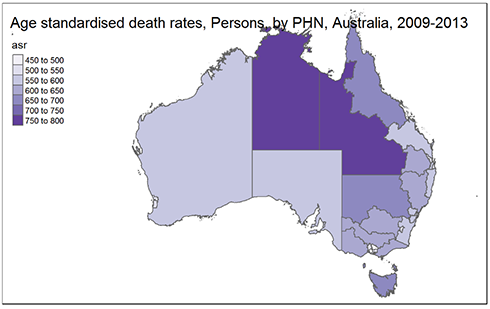 Age standardised death rates, Persons, by PHN, Australia, 2009-2013
asr
450 to 500
500 to 550
550 to 600
600 to 650
650 to 700
700 to 750
750 to 800